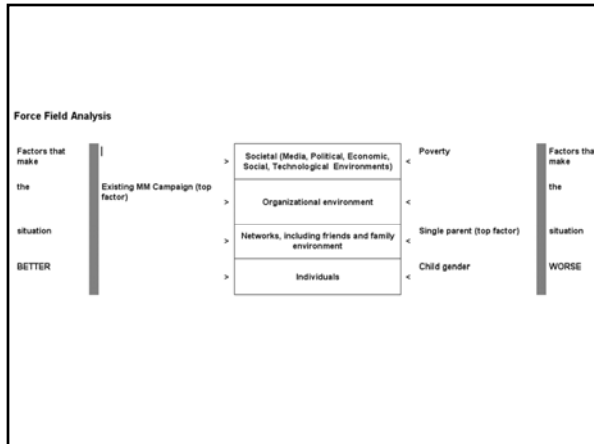 Force Field Analysis
Factors that
make
the
situation
BETTER
Existing MM Campaign (top
factor)
>
>
>
>
Societal (Media, Political, Economic,
Social, Technological Environments)
Organizational environment
Networks, including friends and family
environment
Individuals
<
<
<
<
Poverty
Single parent (top factor)
Child gender
Factors that
make
the
situation
WORSE